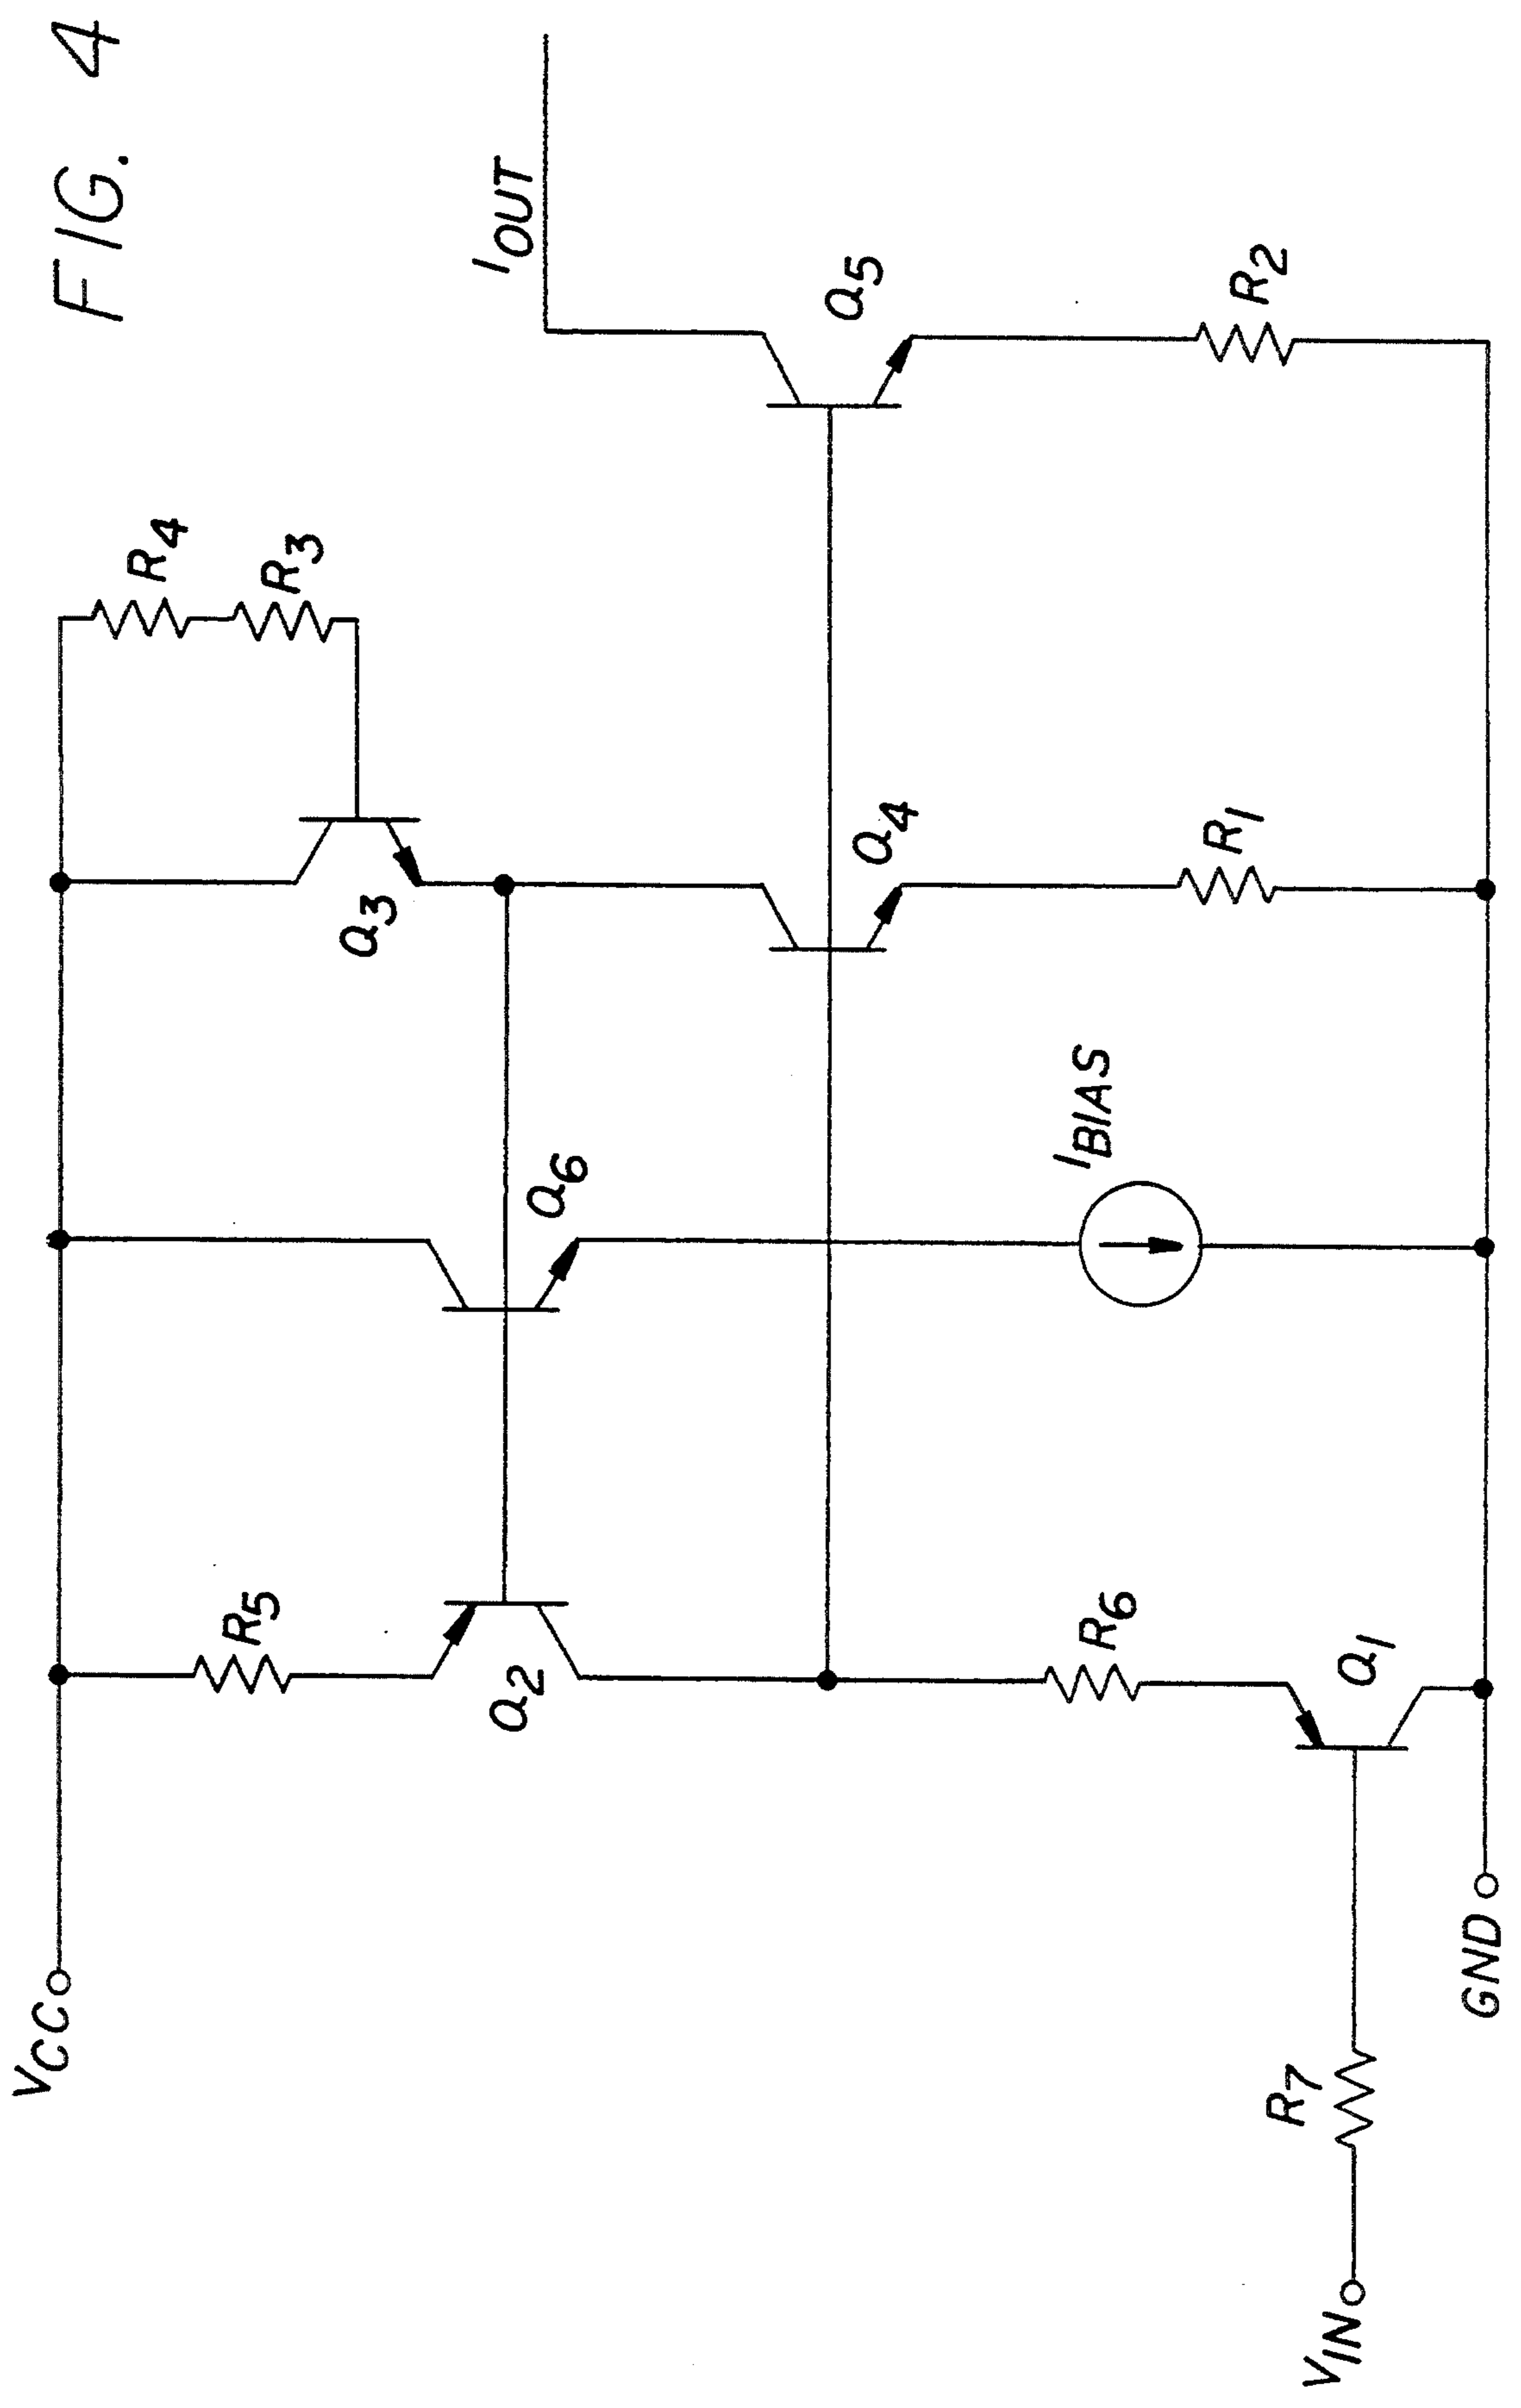 FIG. 4
VCC
R5
Q2
Q6
Q3
R4
R3
IOUT
Q5
Q4
IBIAS
R6
Q1
R1
R2
R7
VIN
GND